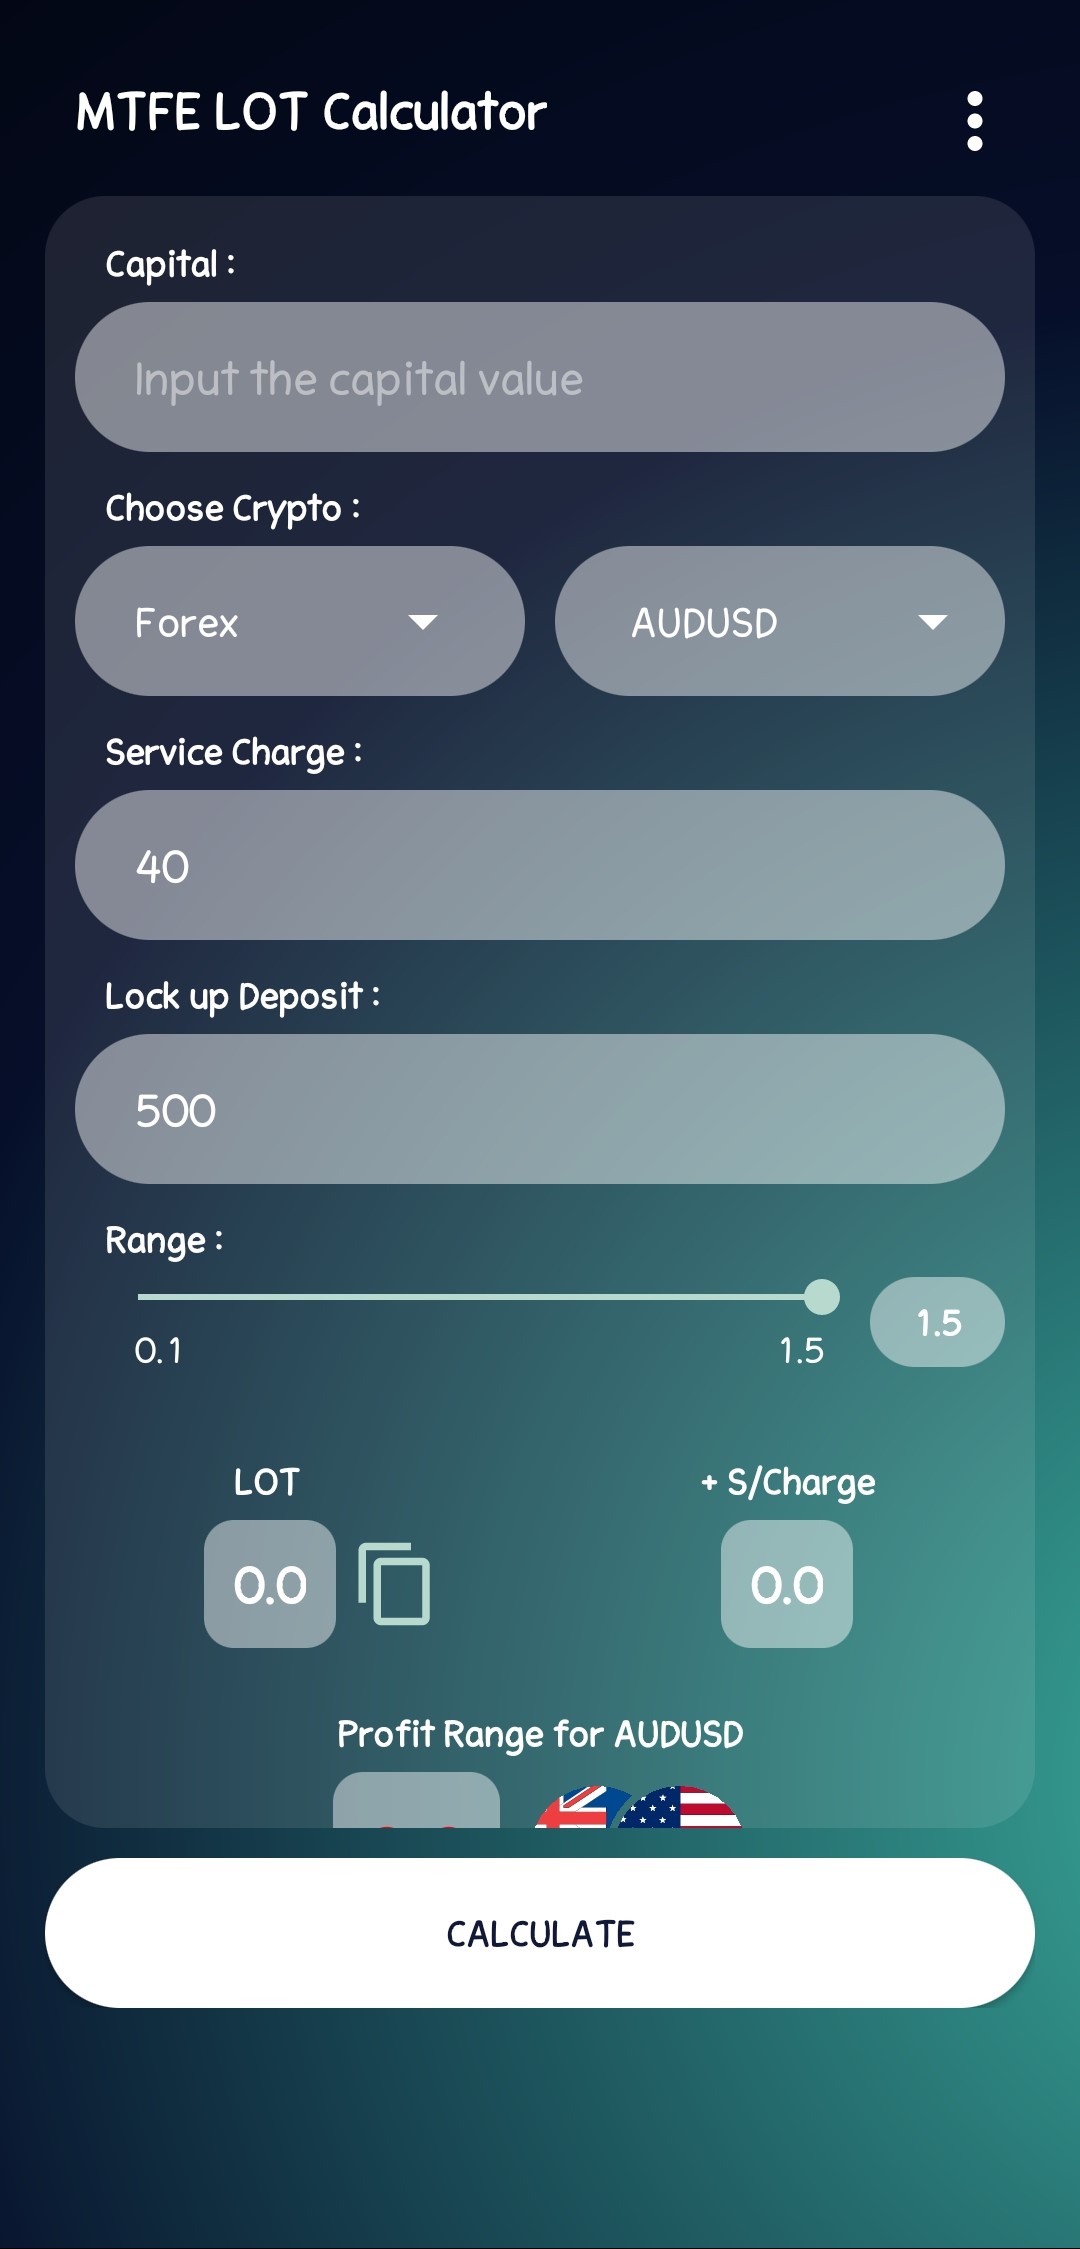 MTFE LOT Calculator
Capital :
Input the capital value
Choose Crypto :
Forex AUDUSD
Service Charge :
40
Lock up Deposit :
500
Range :
1.5
0.1 1.5
LOT + S/Charge
0.0 0.0
Profit Range for AUDUSD
CALCULATE